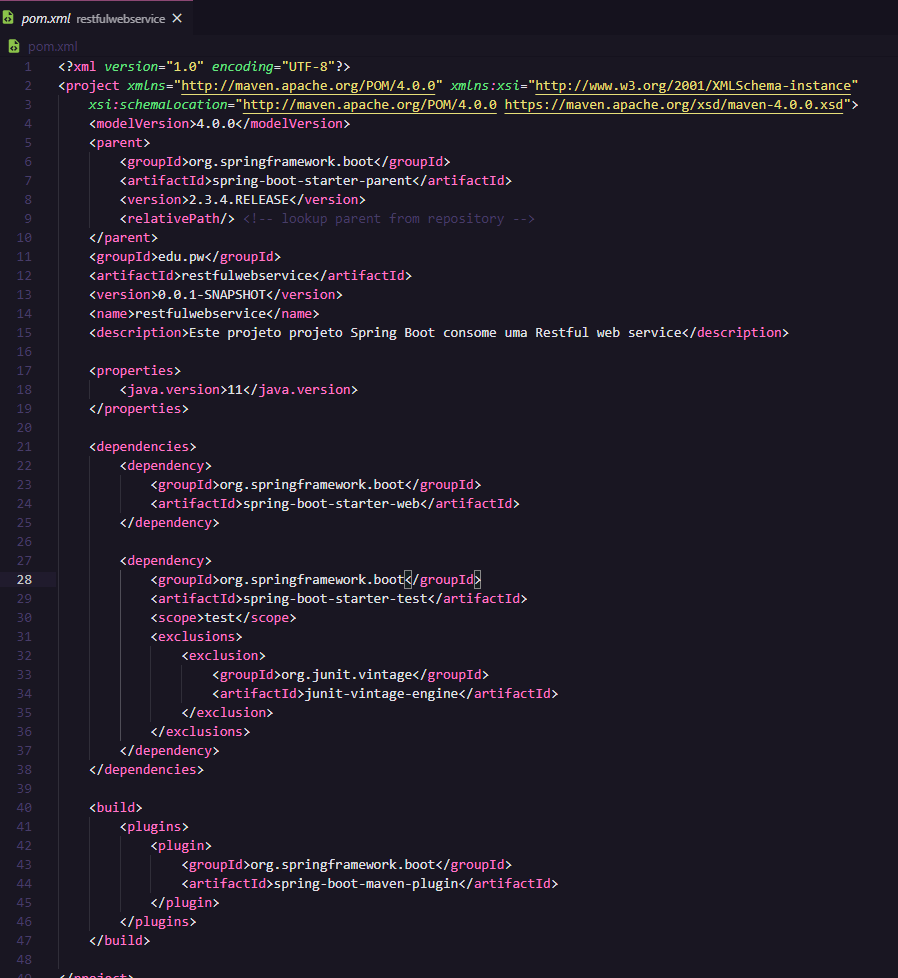 pom.xml restfulwebservice ×
pom.xml
1 <?xml version="1.0" encoding="UTF-8"?>
2 <project xmlns="http://maven.apache.org/POM/4.0.0" xmlns:xsi="http://www.w3.org/2001/XMLSchema-instance"
3 xsi:schemaLocation="http://maven.apache.org/POM/4.0.0 https://maven.apache.org/xsd/maven-4.0.0.xsd">
4 <modelVersion>4.0.0</modelVersion>
5 <parent>
6 <groupId>org.springframework.boot</groupId>
7 <artifactId>spring-boot-starter-parent</artifactId>
8 <version>2.3.4.RELEASE</version>
9 <relativePath/> <!-- lookup parent from repository -->
10 </parent>
11 <groupId>edu.pw</groupId>
12 <artifactId>restfulwebservice</artifactId>
13 <version>0.0.1-SNAPSHOT</version>
14 <name>restfulwebservice</name>
15 <description>Este projeto projeto Spring Boot consome uma Restful web service</description>
16
17 <properties>
18 <java.version>11</java.version>
19 </properties>
20
21 <dependencies>
22 <dependency>
23 <groupId>org.springframework.boot</groupId>
24 <artifactId>spring-boot-starter-web</artifactId>
25 </dependency>
26
27 <dependency>
28 <groupId>org.springframework.boot</groupId>
29 <artifactId>spring-boot-starter-test</artifactId>
30 <scope>test</scope>
31 <exclusions>
32 <exclusion>
33 <groupId>org.junit.vintage</groupId>
34 <artifactId>junit-vintage-engine</artifactId>
35 </exclusion>
36 </exclusions>
37 </dependency>
38 </dependencies>
39
40 <build>
41 <plugins>
42 <plugin>
43 <groupId>org.springframework.boot</groupId>
44 <artifactId>spring-boot-maven-plugin</artifactId>
45 </plugin>
46 </plugins>
47 </build>
48
49 </project>